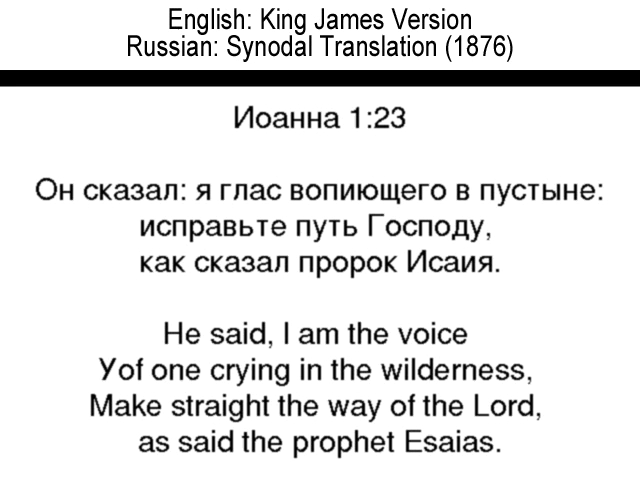 English: King James Version
Russian: Synodal Translation (1876)
Иоанна 1:23
Он сказал: я глас вопиющего в пустыне:
исправьте путь Господу,
как сказал пророк Исаия.
He said, I am the voice
Yof one crying in the wilderness,
Make straight the way of the Lord,
as said the prophet Esaias.